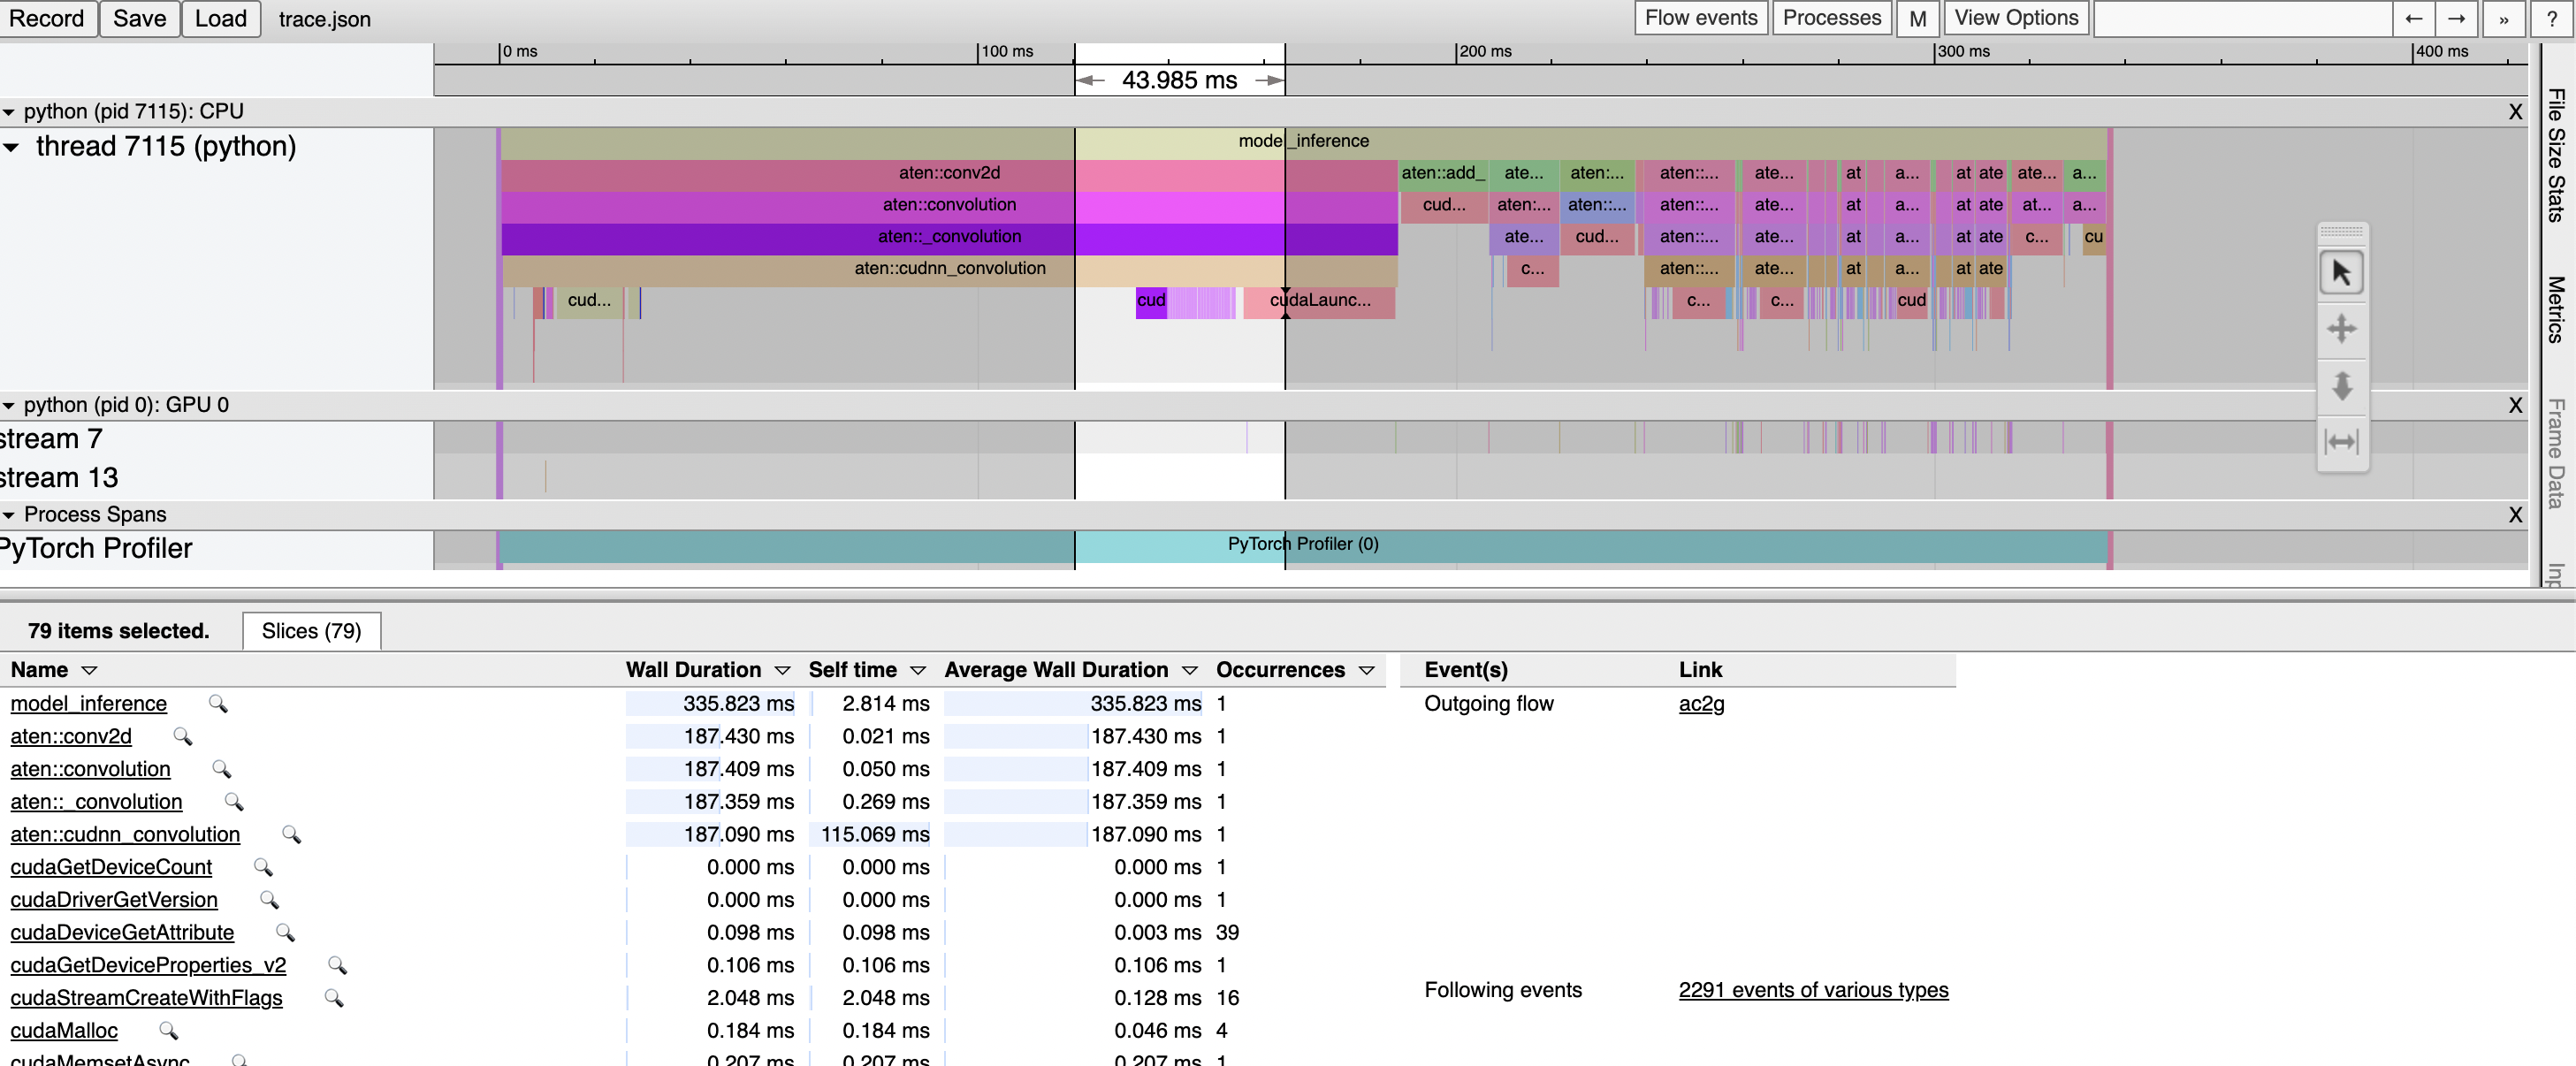 Record Save Load trace.json Flow events Processes M View Options ← → » ?
0 ms 100 ms 200 ms 300 ms 400 ms
43.985 ms
python (pid 7115): CPU X
thread 7115 (python)
model_inference
aten::conv2d aten::add_ ate... aten:... aten::... ate... at a... at ate ate... a...
aten::convolution cud... aten:... aten::... aten::... ate... at a... at ate at... a...
aten::_convolution ate... cud... aten::... ate... at a... at ate c... cu
aten::cudnn_convolution c... aten::... ate... at a... at ate
cud... cud cudaLaunc... c... c... cud
python (pid 0): GPU 0 X
stream 7
stream 13
Process Spans X
PyTorch Profiler PyTorch Profiler (0)
File Size Stats
Metrics
Frame Data
Inp
79 items selected. Slices (79)
Name Wall Duration Self time Average Wall Duration Occurrences Event(s) Link
model_inference 335.823 ms 2.814 ms 335.823 ms 1 Outgoing flow ac2g
aten::conv2d 187.430 ms 0.021 ms 187.430 ms 1
aten::convolution 187.409 ms 0.050 ms 187.409 ms 1
aten::_convolution 187.359 ms 0.269 ms 187.359 ms 1
aten::cudnn_convolution 187.090 ms 115.069 ms 187.090 ms 1
cudaGetDeviceCount 0.000 ms 0.000 ms 0.000 ms 1
cudaDriverGetVersion 0.000 ms 0.000 ms 0.000 ms 1
cudaDeviceGetAttribute 0.098 ms 0.098 ms 0.003 ms 39
cudaGetDeviceProperties_v2 0.106 ms 0.106 ms 0.106 ms 1
cudaStreamCreateWithFlags 2.048 ms 2.048 ms 0.128 ms 16 Following events 2291 events of various types
cudaMalloc 0.184 ms 0.184 ms 0.046 ms 4
cudaMemsetAsync 0.207 ms 0.207 ms 0.207 ms 1